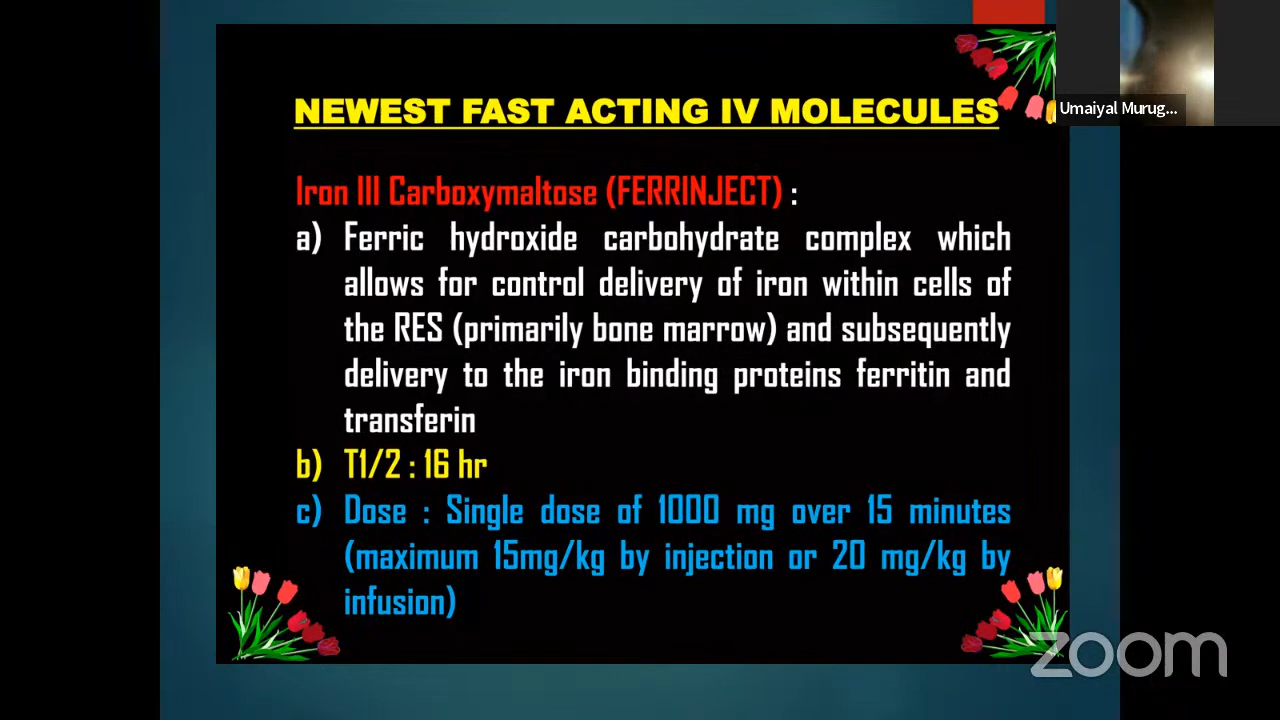 NEWEST FAST ACTING IV MOLECULES
Iron III Carboxymaltose (FERRINJECT) :
a) Ferric hydroxide carbohydrate complex which
allows for control delivery of iron within cells of
the RES (primarily bone marrow) and subsequently
delivery to the iron binding proteins ferritin and
transferin
b) T1/2 : 16 hr
c) Dose : Single dose of 1000 mg over 15 minutes
(maximum 15mg/kg by injection or 20 mg/kg by
infusion)
Umaiyal Murug...
zoom